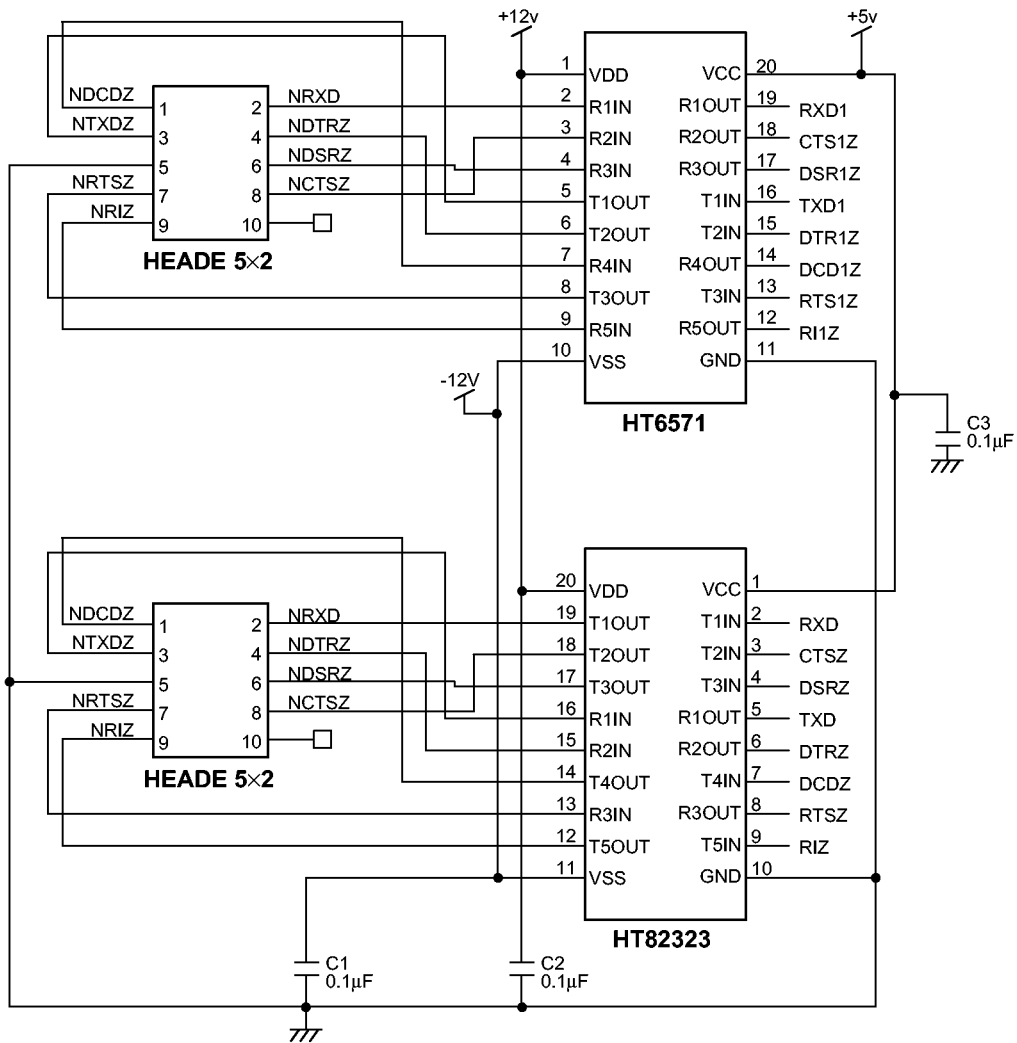 +12v
+5v
1 VDD
VCC 20
2 R1IN
R1OUT 19 RXD1
3 R2IN
R2OUT 18 CTS1Z
4 R3IN
R3OUT 17 DSR1Z
5 T1OUT
T1IN 16 TXD1
6 T2OUT
T2IN 15 DTR1Z
7 R4IN
R4OUT 14 DCD1Z
8 T3OUT
T3IN 13 RTS1Z
9 R5IN
R5OUT 12 RI1Z
10 VSS
GND 11
HT6571
NDCDZ 1
2 NRXD
NTXDZ 3
4 NDTRZ
5
6 NDSRZ
NRTSZ 7
8 NCTSZ
NRIZ 9
10
HEADE 5×2
-12V
C3
0.1µF
20 VDD
VCC 1
19 T1OUT
T1IN 2 RXD
18 T2OUT
T2IN 3 CTSZ
17 T3OUT
T3IN 4 DSRZ
16 R1IN
R1OUT 5 TXD
15 R2IN
R2OUT 6 DTRZ
14 T4OUT
T4IN 7 DCDZ
13 R3IN
R3OUT 8 RTSZ
12 T5OUT
T5IN 9 RIZ
11 VSS
GND 10
HT82323
NDCDZ 1
2 NRXD
NTXDZ 3
4 NDTRZ
5
6 NDSRZ
NRTSZ 7
8 NCTSZ
NRIZ 9
10
HEADE 5×2
C1
0.1µF
C2
0.1µF